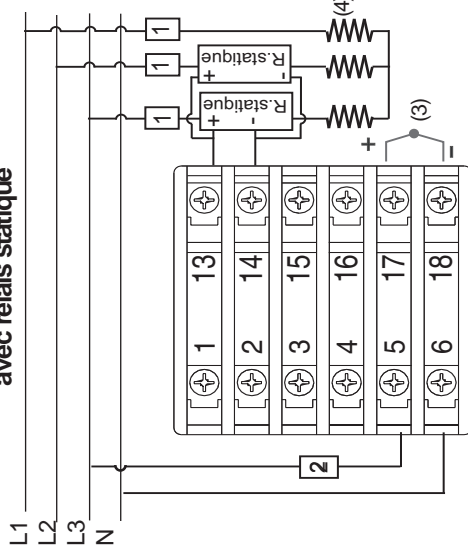 avec relais statique
L1
L2
L3
N
1
1
1
(4)
R.statique
+ -
R.statique
+ -
(3)
+
-
13 14 15 16 17 18
1 2 3 4 5 6
2